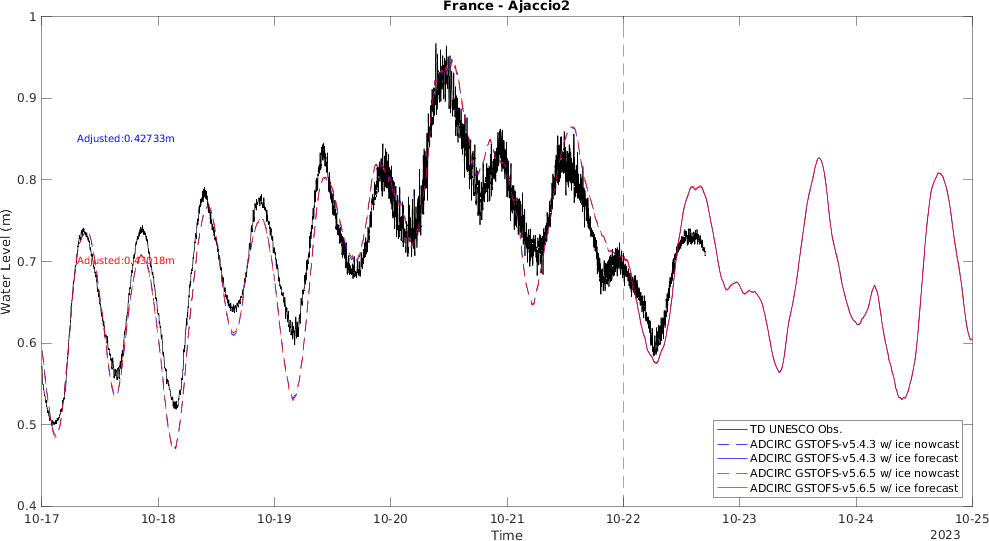 France - Ajaccio2
1
0.9
0.8
0.7
0.6
0.5
0.4
Water Level (m)
Adjusted:0.42733m
Adjusted:0.43018m
TD UNESCO Obs.
ADCIRC GSTOFS-v5.4.3 w/ ice nowcast
ADCIRC GSTOFS-v5.4.3 w/ ice forecast
ADCIRC GSTOFS-v5.6.5 w/ ice nowcast
ADCIRC GSTOFS-v5.6.5 w/ ice forecast
10-17 10-18 10-19 10-20 10-21 10-22 10-23 10-24 10-25
Time
2023